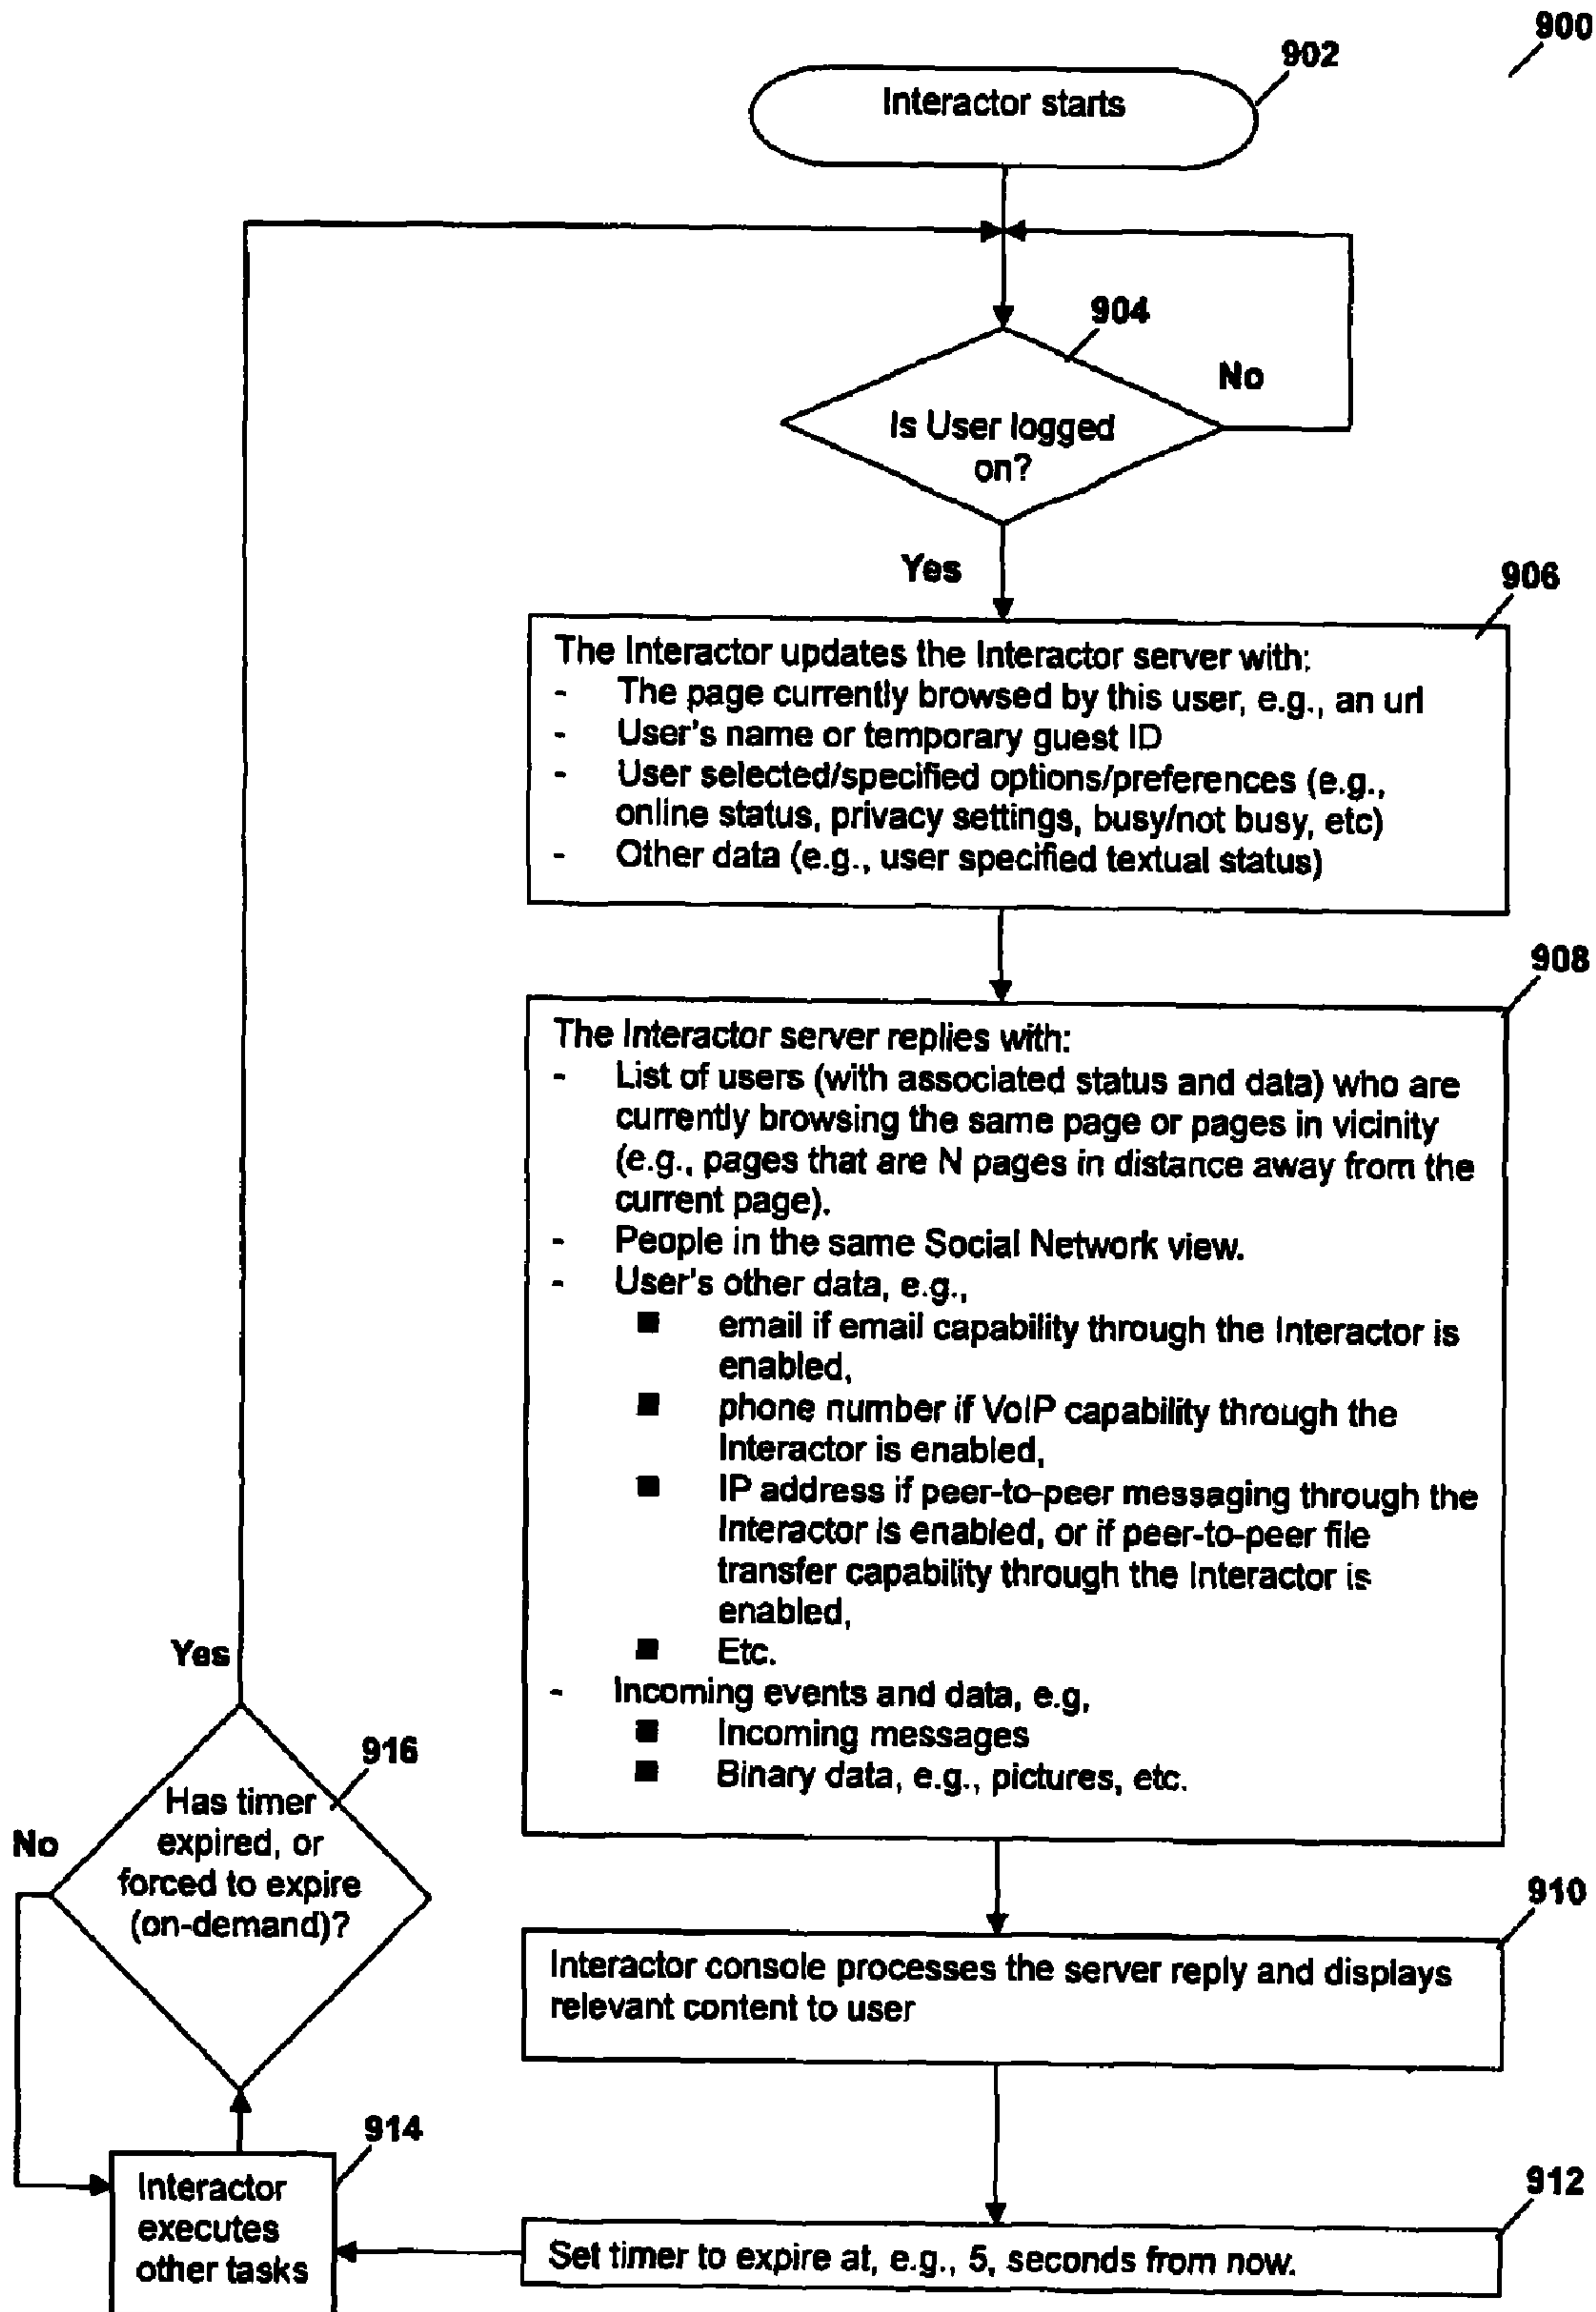 900
902
Interactor starts
904
No
Is User logged
on?
Yes
906
The Interactor updates the Interactor server with:
- The page currently browsed by this user, e.g., an url
- User's name or temporary guest ID
- User selected/specified options/preferences (e.g.,
online status, privacy settings, busy/not busy, etc)
- Other data (e.g., user specified textual status)
908
The Interactor server replies with:
- List of users (with associated status and data) who are
currently browsing the same page or pages in vicinity
(e.g., pages that are N pages in distance away from the
current page).
- People in the same Social Network view.
- User's other data, e.g.,
■ email if email capability through the Interactor is
enabled,
■ phone number if VoIP capability through the
Interactor is enabled,
■ IP address if peer-to-peer messaging through the
Interactor is enabled, or if peer-to-peer file
transfer capability through the Interactor is
enabled,
■ Etc.
- Incoming events and data, e.g,
■ Incoming messages
■ Binary data, e.g., pictures, etc.
910
Interactor console processes the server reply and displays
relevant content to user
912
Set timer to expire at, e.g., 5, seconds from now.
914
Interactor
executes
other tasks
916
Has timer
expired, or
forced to expire
(on-demand)?
No
Yes